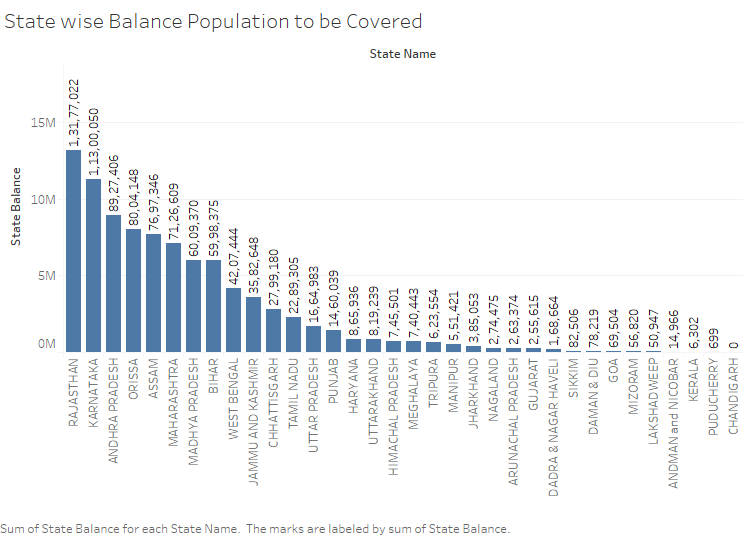 State wise Balance Population to be Covered
State Name
State Balance
15M
10M
5M
0M
1,31,77,022
1,13,00,050
89,27,406
80,04,148
76,97,346
71,26,609
60,09,370
59,98,375
42,07,444
35,82,648
27,99,180
22,89,305
16,64,983
14,60,039
8,65,936
8,19,239
7,45,501
7,40,443
6,23,554
5,51,421
3,85,053
2,74,475
2,63,374
2,55,615
1,68,664
82,506
78,219
69,504
56,820
50,947
14,966
6,302
699
0
RAJASTHAN
KARNATAKA
ANDHRA PRADESH
ORISSA
ASSAM
MAHARASHTRA
MADHYA PRADESH
BIHAR
WEST BENGAL
JAMMU AND KASHMIR
CHHATTISGARH
TAMIL NADU
UTTAR PRADESH
PUNJAB
HARYANA
UTTARAKHAND
HIMACHAL PRADESH
MEGHALAYA
TRIPURA
MANIPUR
JHARKHAND
NAGALAND
ARUNACHAL PRADESH
GUJARAT
DADRA & NAGAR HAVELI
SIKKIM
DAMAN & DIU
GOA
MIZORAM
LAKSHADWEEP
ANDMAN and NICOBAR
KERALA
PUDUCHERRY
CHANDIGARH
Sum of State Balance for each State Name. The marks are labeled by sum of State Balance.